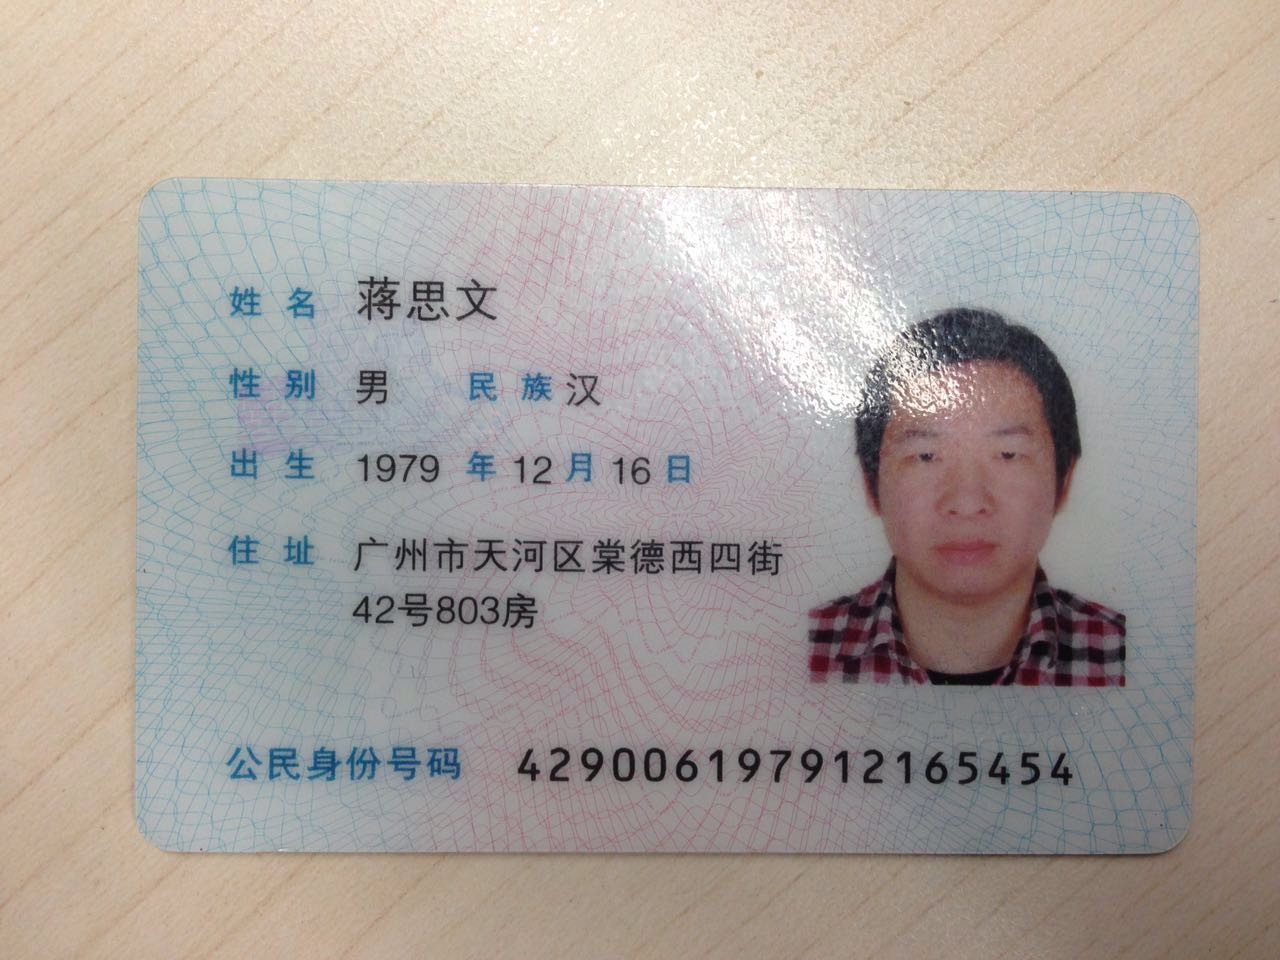 姓名 蒋思文
性别 男 民族 汉
出生 1979 年 12 月 16 日
住址 广州市天河区棠德西四街
42号803房
公民身份号码 429006197912165454